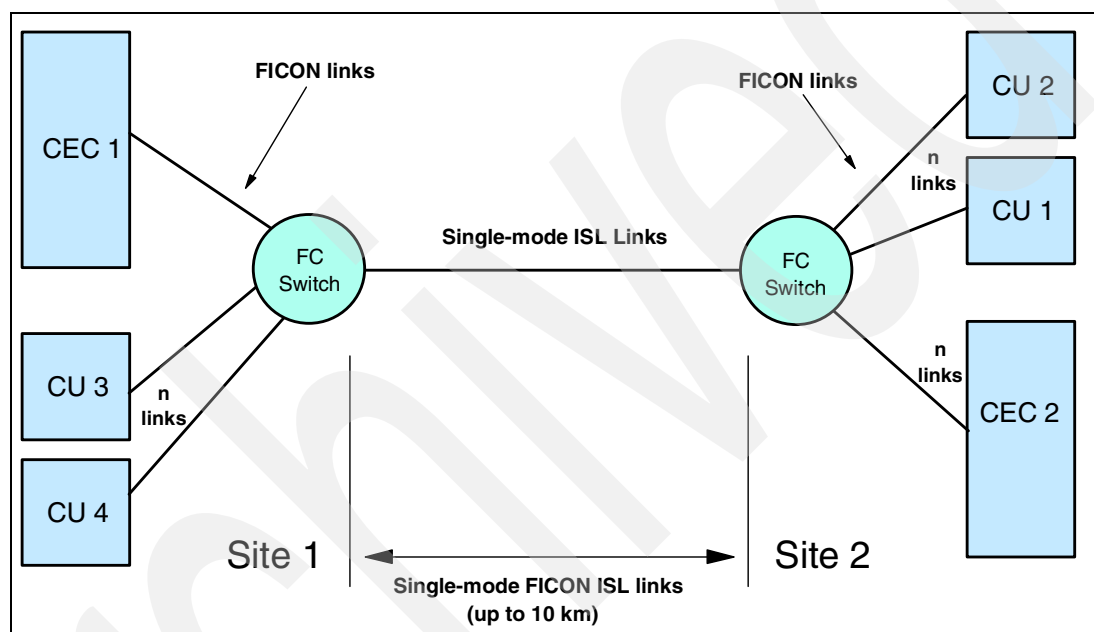 FICON links
FICON links
CEC 1
CU 2
n
links
CU 1
FC
Switch
Single-mode ISL Links
FC
Switch
CU 3
n
links
CU 4
n
links
CEC 2
Site 1
Site 2
Single-mode FICON ISL links
(up to 10 km)